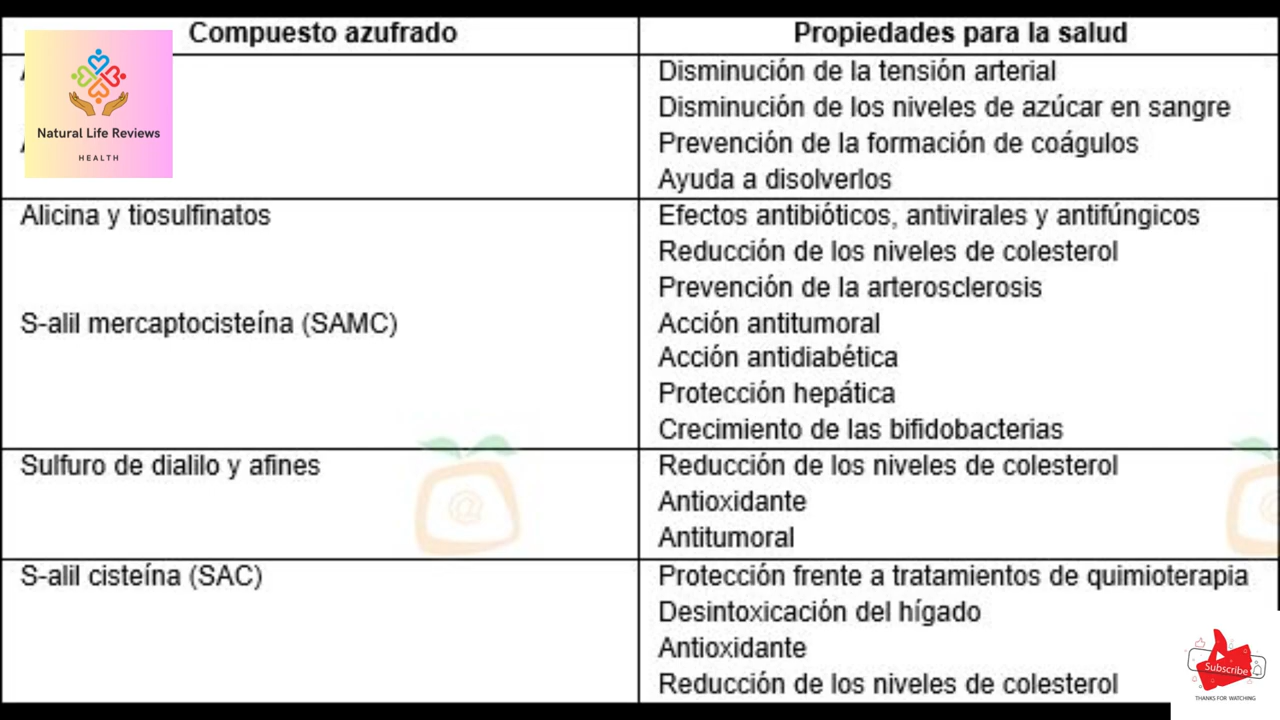 Compuesto azufrado
Propiedades para la salud
Natural Life Reviews
HEALTH
Disminución de la tensión arterial
Disminución de los niveles de azúcar en sangre
Prevención de la formación de coágulos
Ayuda a disolverlos
Alicina y tiosulfinatos
Efectos antibióticos, antivirales y antifúngicos
Reducción de los niveles de colesterol
Prevención de la arterosclerosis
S-alil mercaptocisteína (SAMC)
Acción antitumoral
Acción antidiabética
Protección hepática
Crecimiento de las bifidobacterias
Sulfuro de dialilo y afines
Reducción de los niveles de colesterol
Antioxidante
Antitumoral
S-alil cisteína (SAC)
Protección frente a tratamientos de quimioterapia
Desintoxicación del hígado
Antioxidante
Reducción de los niveles de colesterol
Subscribe
THANKS FOR WATCHING